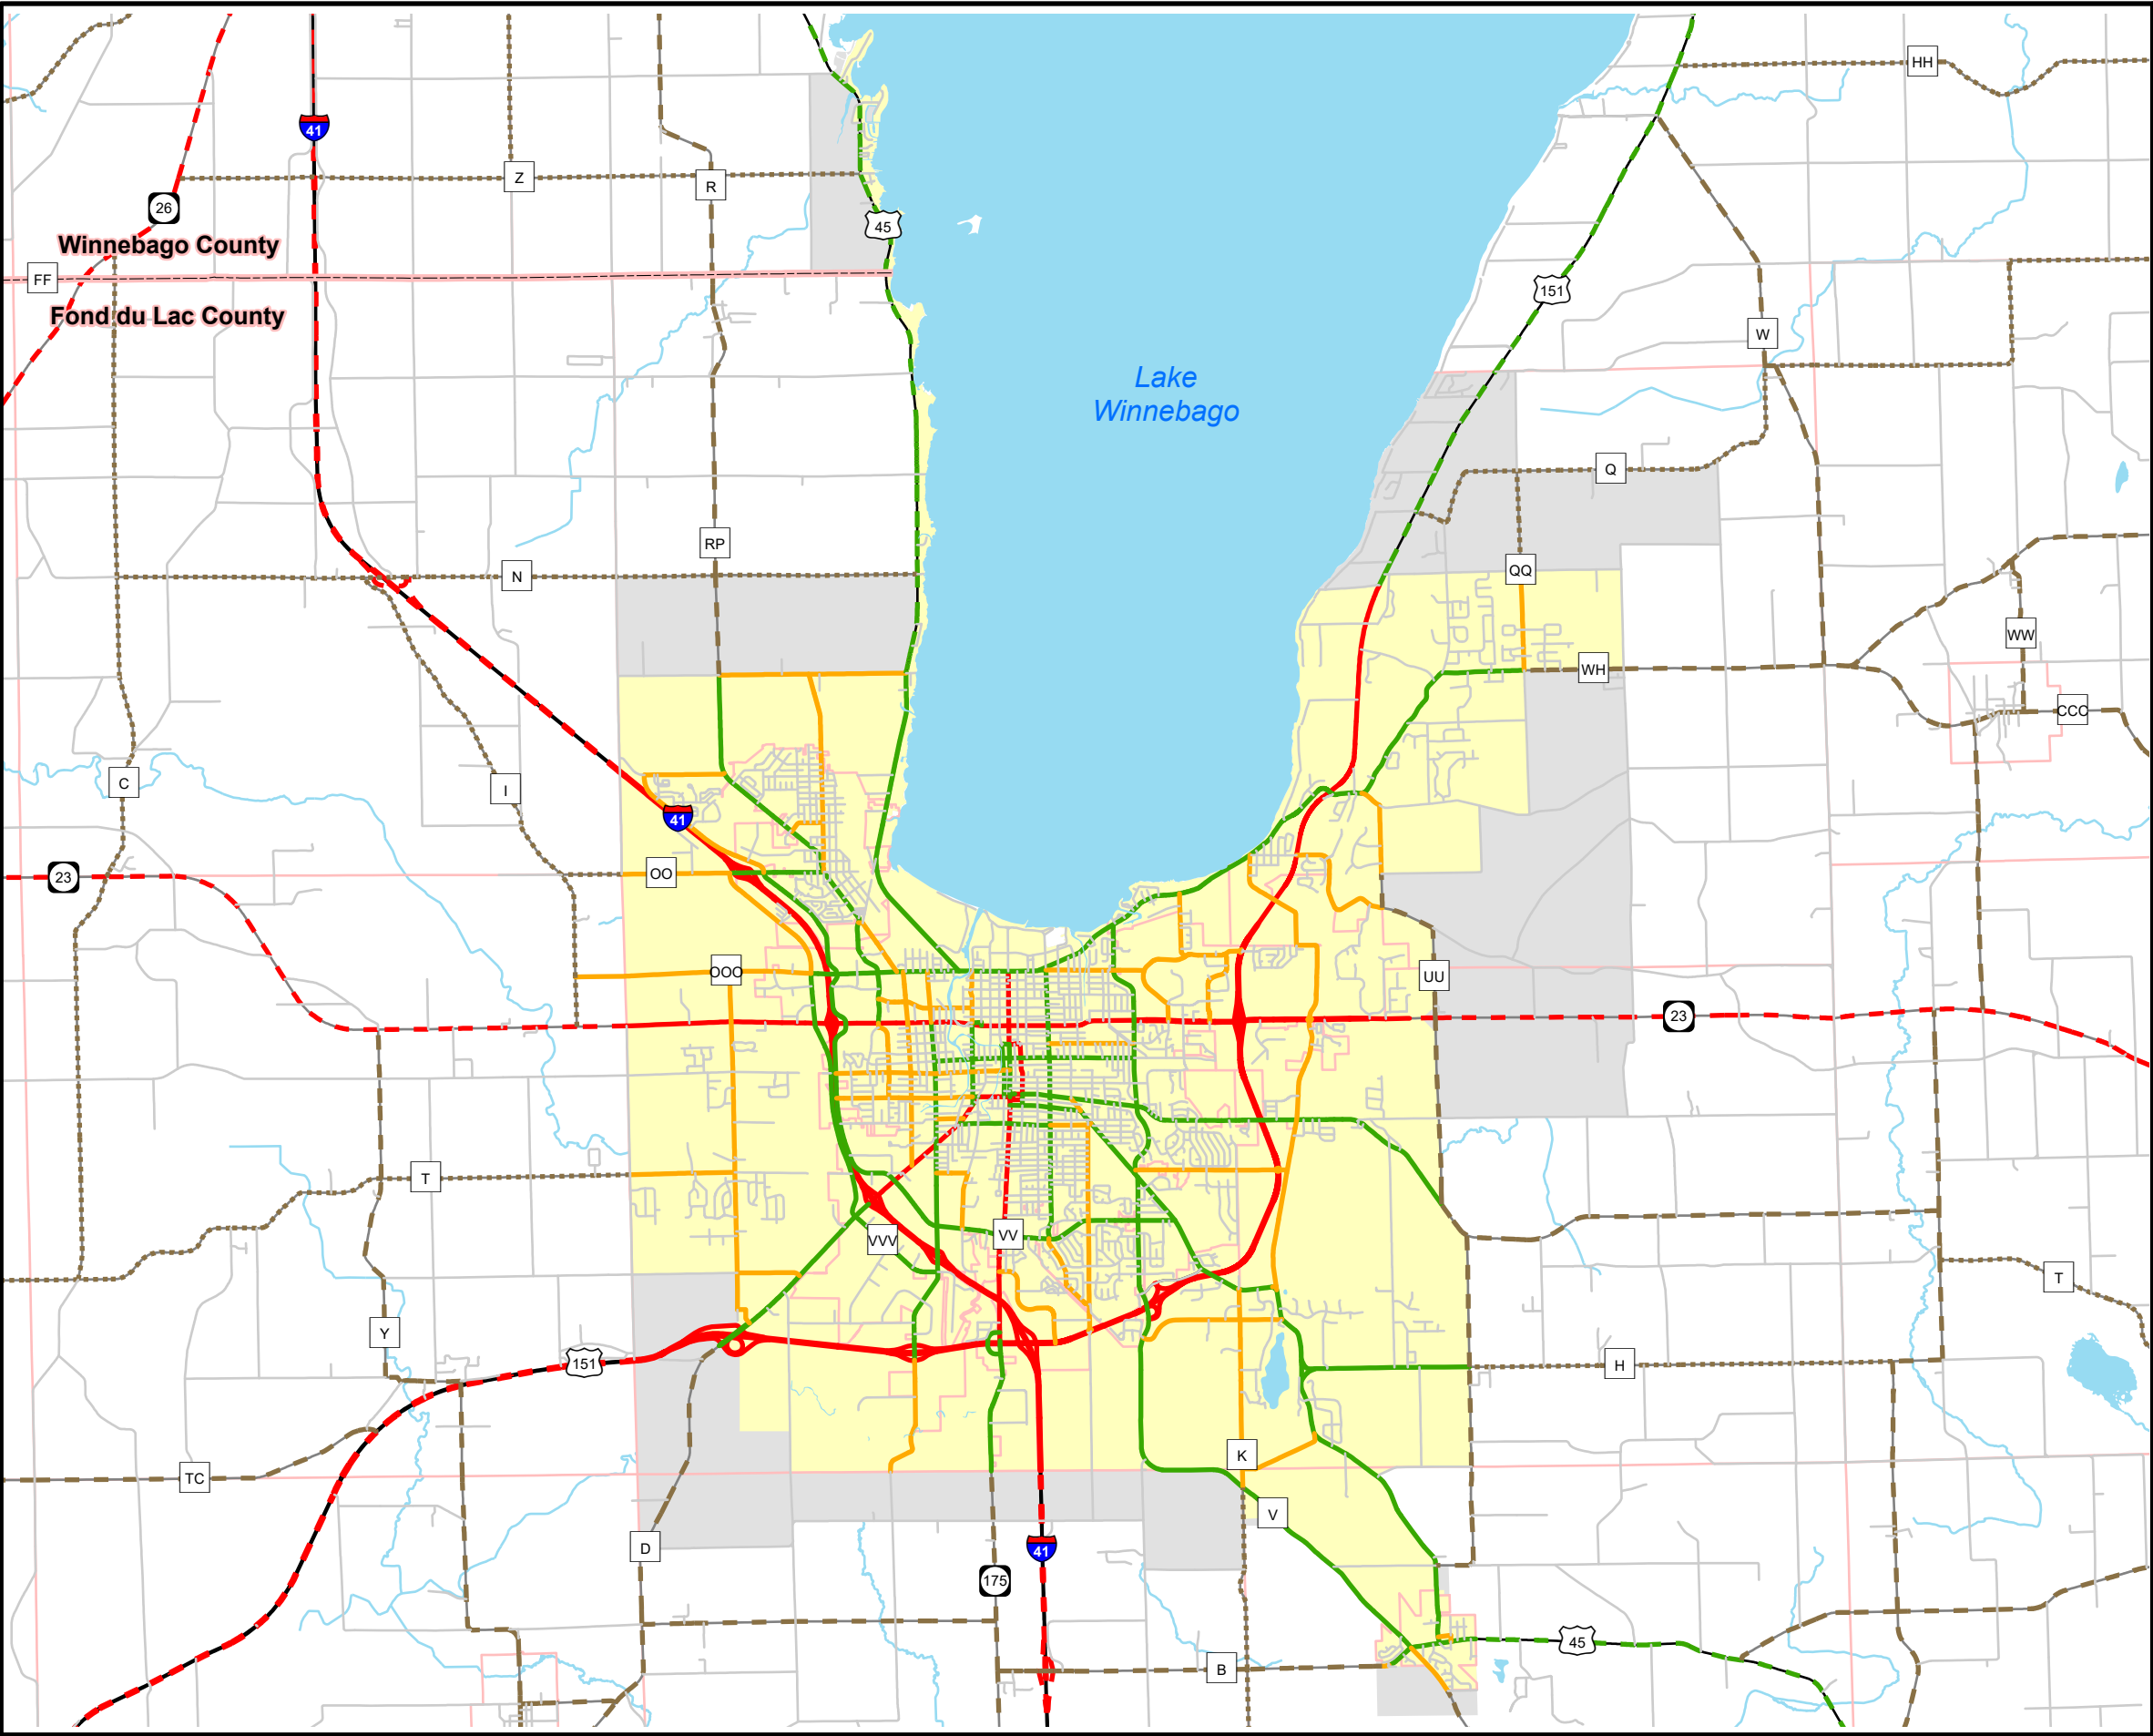 HH
41
Z
R
26
45
Winnebago County
FF
151
Fond du Lac County
W
Lake
Winnebago
Q
RP
N
QQ
WW
WH
CCC
C
I
41
OO
23
OOO
UU
23
T
VV
VVV
T
Y
151
H
K
TC
V
D
41
175
45
B